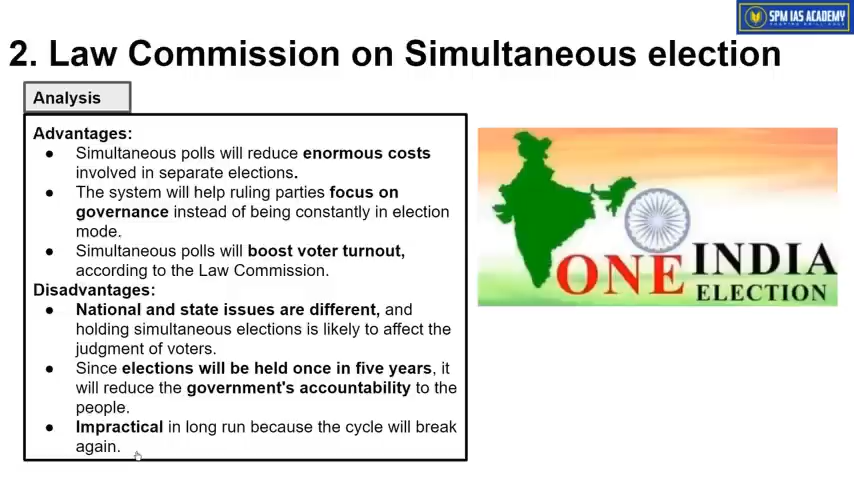 SPM IAS ACADEMY
2. Law Commission on Simultaneous election
Analysis
Advantages:
● Simultaneous polls will reduce enormous costs
involved in separate elections.
● The system will help ruling parties focus on
governance instead of being constantly in election
mode.
● Simultaneous polls will boost voter turnout,
according to the Law Commission.
Disadvantages:
● National and state issues are different, and
holding simultaneous elections is likely to affect the
judgment of voters.
● Since elections will be held once in five years, it
will reduce the government's accountability to the
people.
● Impractical in long run because the cycle will break
again.
ONE INDIA
ELECTION